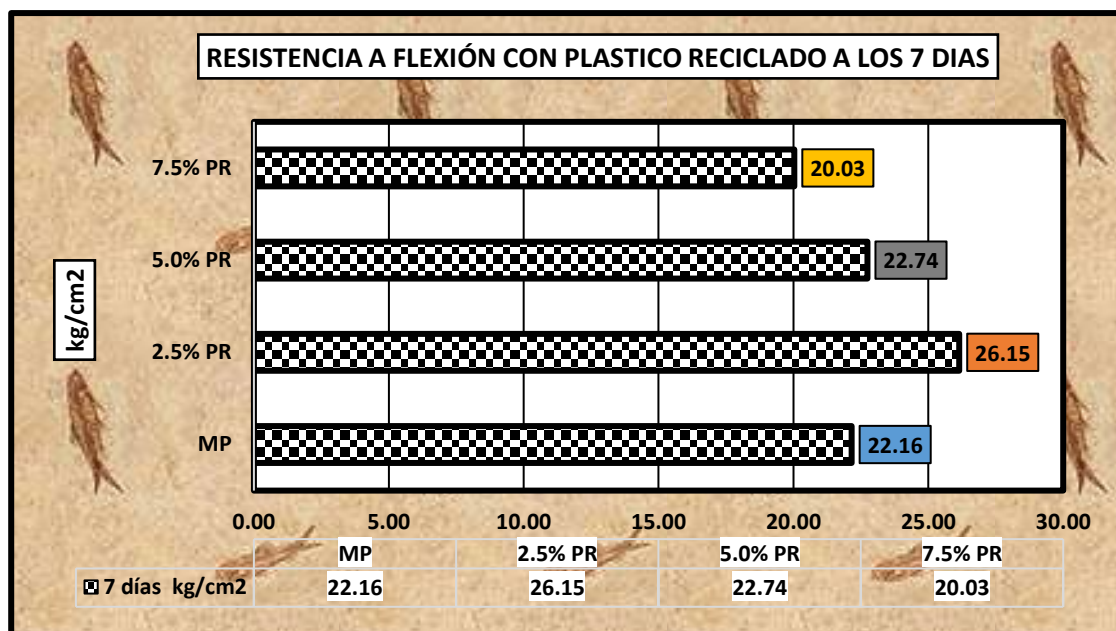 RESISTENCIA A FLEXIÓN CON PLASTICO RECICLADO A LOS 7 DIAS
kg/cm2
7.5% PR 20.03
5.0% PR 22.74
2.5% PR 26.15
MP 22.16
0.00 5.00 10.00 15.00 20.00 25.00 30.00
MP 2.5% PR 5.0% PR 7.5% PR
7 días kg/cm2 22.16 26.15 22.74 20.03